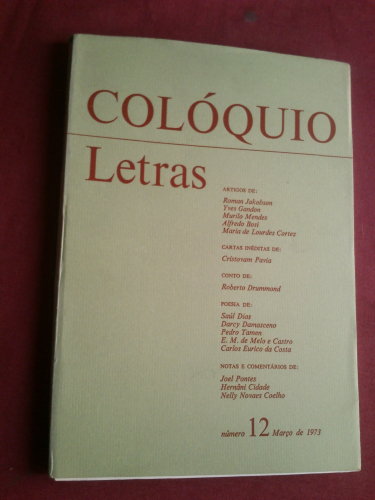 COLÓQUIO
Letras
ARTIGOS DE:
Roman Jakobson
Yves Gandon
Murilo Mendes
Alfredo Bosi
Maria de Lourdes Cortez
CARTAS INÉDITAS DE:
Cristovam Pavia
CONTO DE:
Roberto Drummond
POESIA DE:
Saúl Dias
Darcy Damasceno
Pedro Tamen
E. M. de Melo e Castro
Carlos Eurico da Costa
NOTAS E COMENTÁRIOS DE:
Joel Pontes
Hernâni Cidade
Nelly Novaes Coelho
número 12 Março de 1973